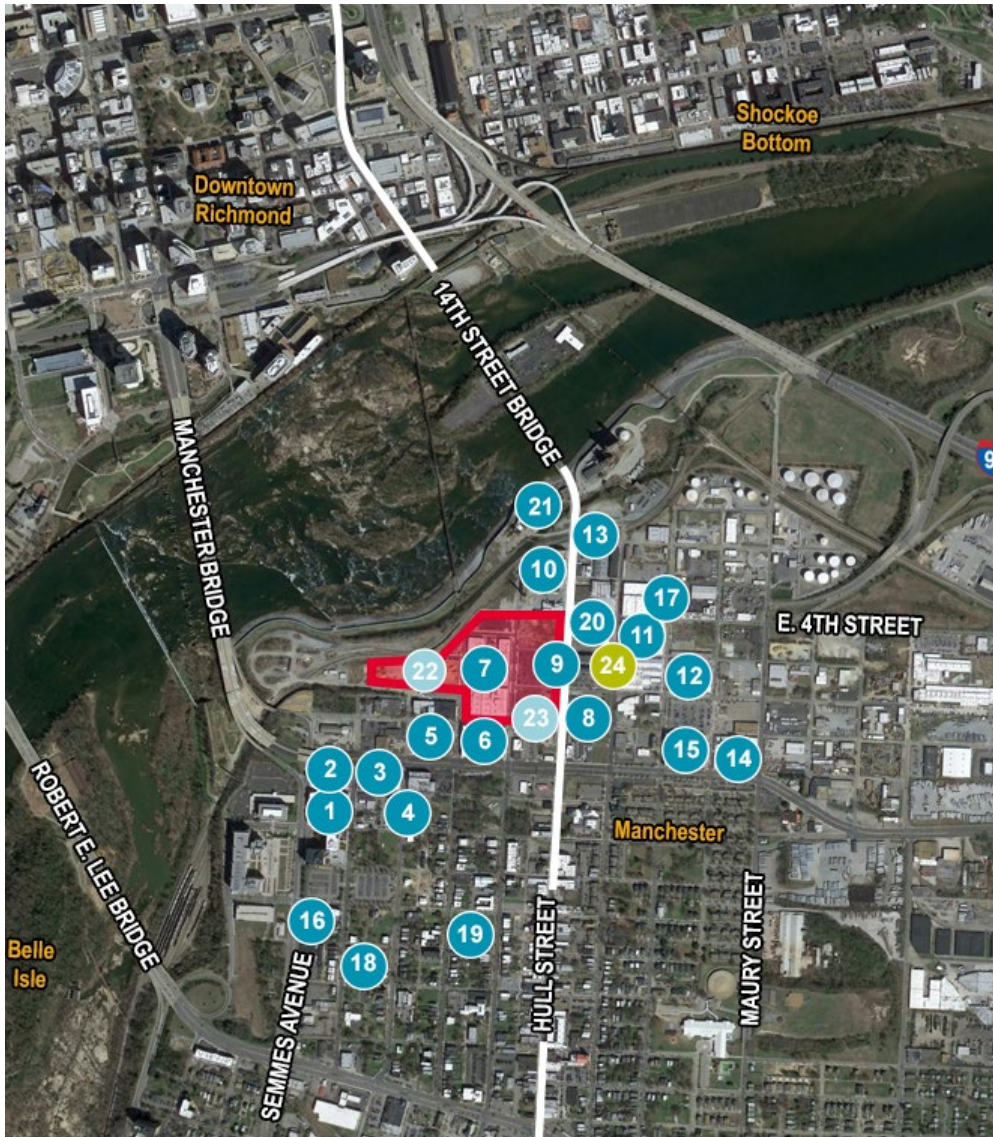 Shockoe
Bottom
Downtown
Richmond
14TH STREET BRIDGE
MANCHESTER BRIDGE
9
21
13
10
17
20
11
E. 4TH STREET
22
7
9
24
12
23
8
5
6
15
14
2
3
1
4
Manchester
ROBERT E. LEE BRIDGE
16
19
18
MAURY STREET
HULL STREET
SEMMES AVENUE
Belle
Isle